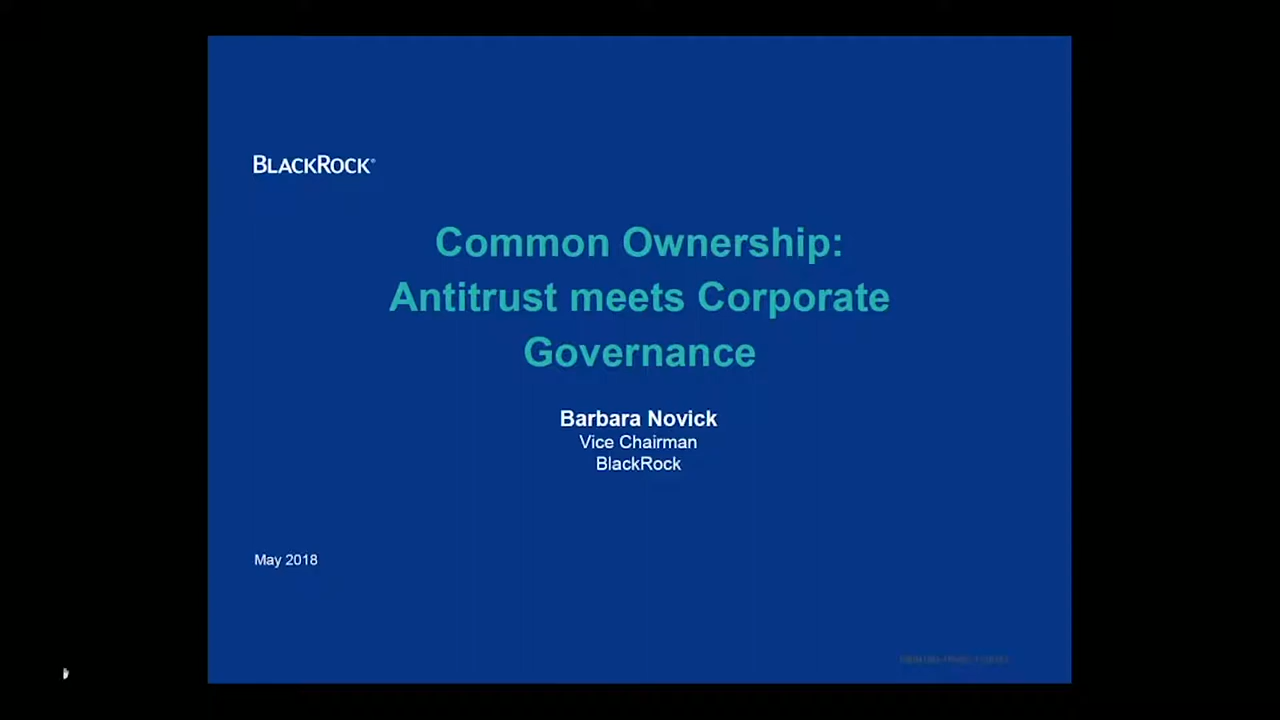 BLACKROCK®
Common Ownership:
Antitrust meets Corporate
Governance
Barbara Novick
Vice Chairman
BlackRock
May 2018